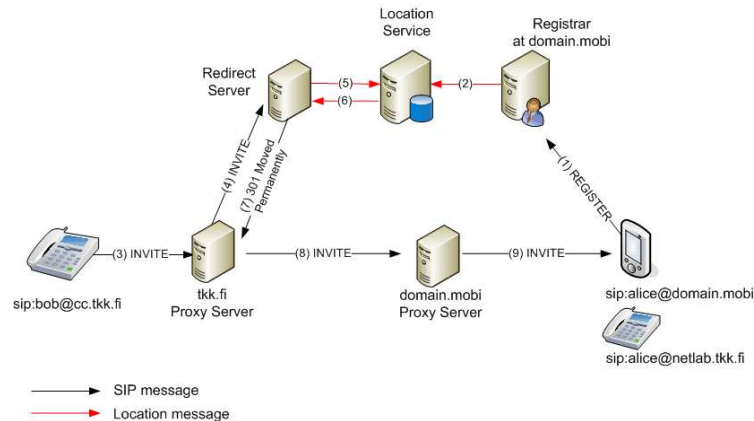 Location
Service
Registrar
at domain.mobi
Redirect
Server
(5)
(2)
(6)
(4) INVITE
(7) 301 Moved
Permanently
(1) REGISTER
(3) INVITE
(8) INVITE
(9) INVITE
sip:bob@cc.tkk.fi
tkk.fi
Proxy Server
domain.mobi
Proxy Server
sip:alice@domain.mobi
sip:alice@netlab.tkk.fi
SIP message
Location message